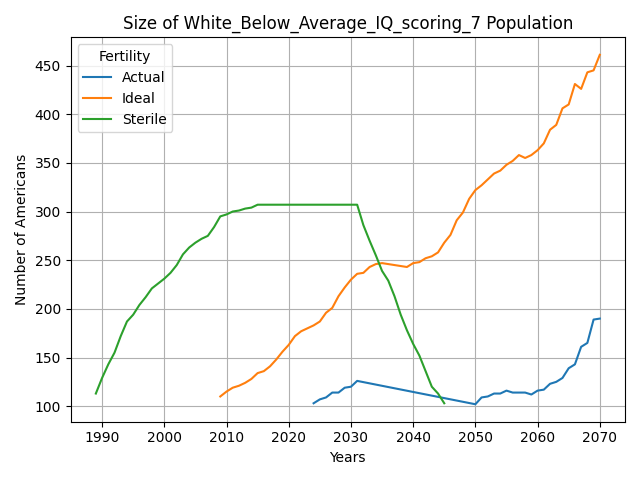 Size of White_Below_Average_IQ_scoring_7 Population
Fertility
Actual
Ideal
Sterile
Number of Americans
450
400
350
300
250
200
150
100
1990 2000 2010 2020 2030 2040 2050 2060 2070
Years